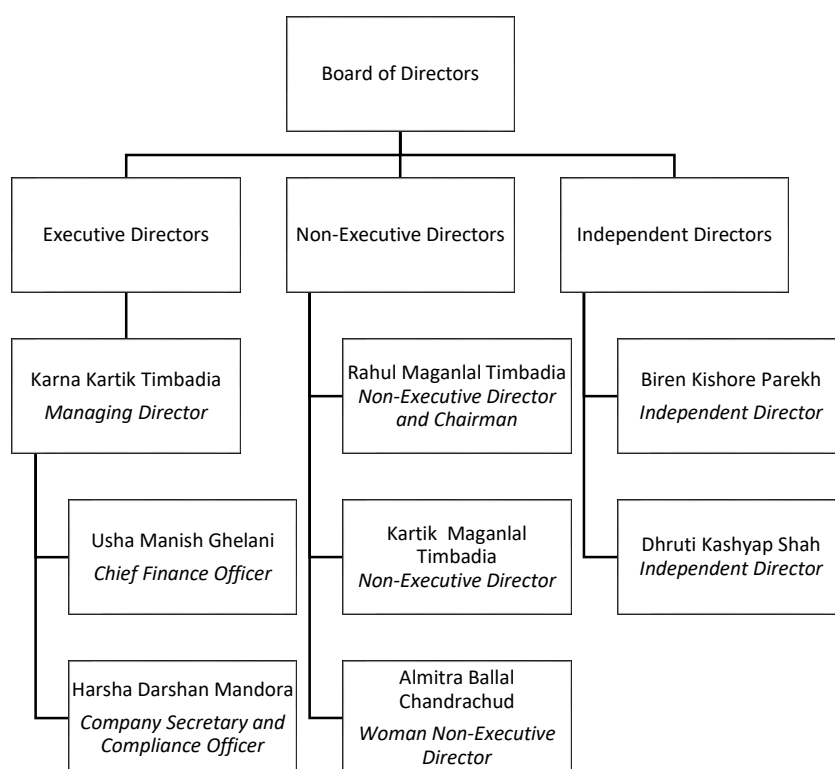 Board of Directors
Executive Directors
Non-Executive Directors
Independent Directors
Karna Kartik Timbadia
Managing Director
Usha Manish Ghelani
Chief Finance Officer
Harsha Darshan Mandora
Company Secretary and
Compliance Officer
Rahul Maganlal Timbadia
Non-Executive Director
and Chairman
Kartik Maganlal
Timbadia
Non-Executive Director
Almitra Ballal
Chandrachud
Woman Non-Executive
Director
Biren Kishore Parekh
Independent Director
Dhruti Kashyap Shah
Independent Director